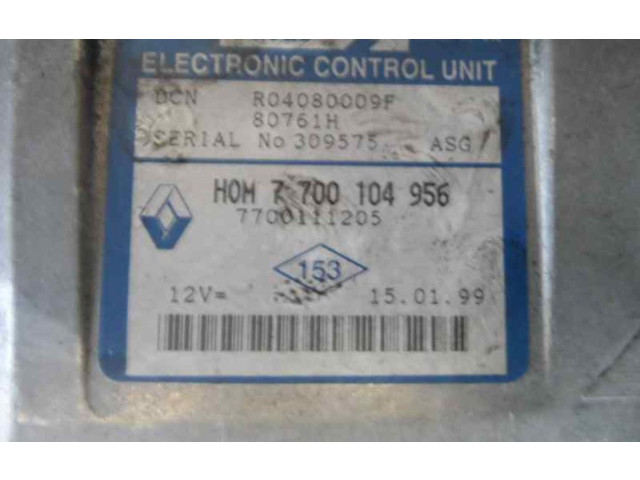 ELECTRONIC CONTROL UNIT
DCN R04080009F
80761H
SERIAL No 309575 ASG
HOM 7 700 104 956
7700111205
153
12V= 15.01.99